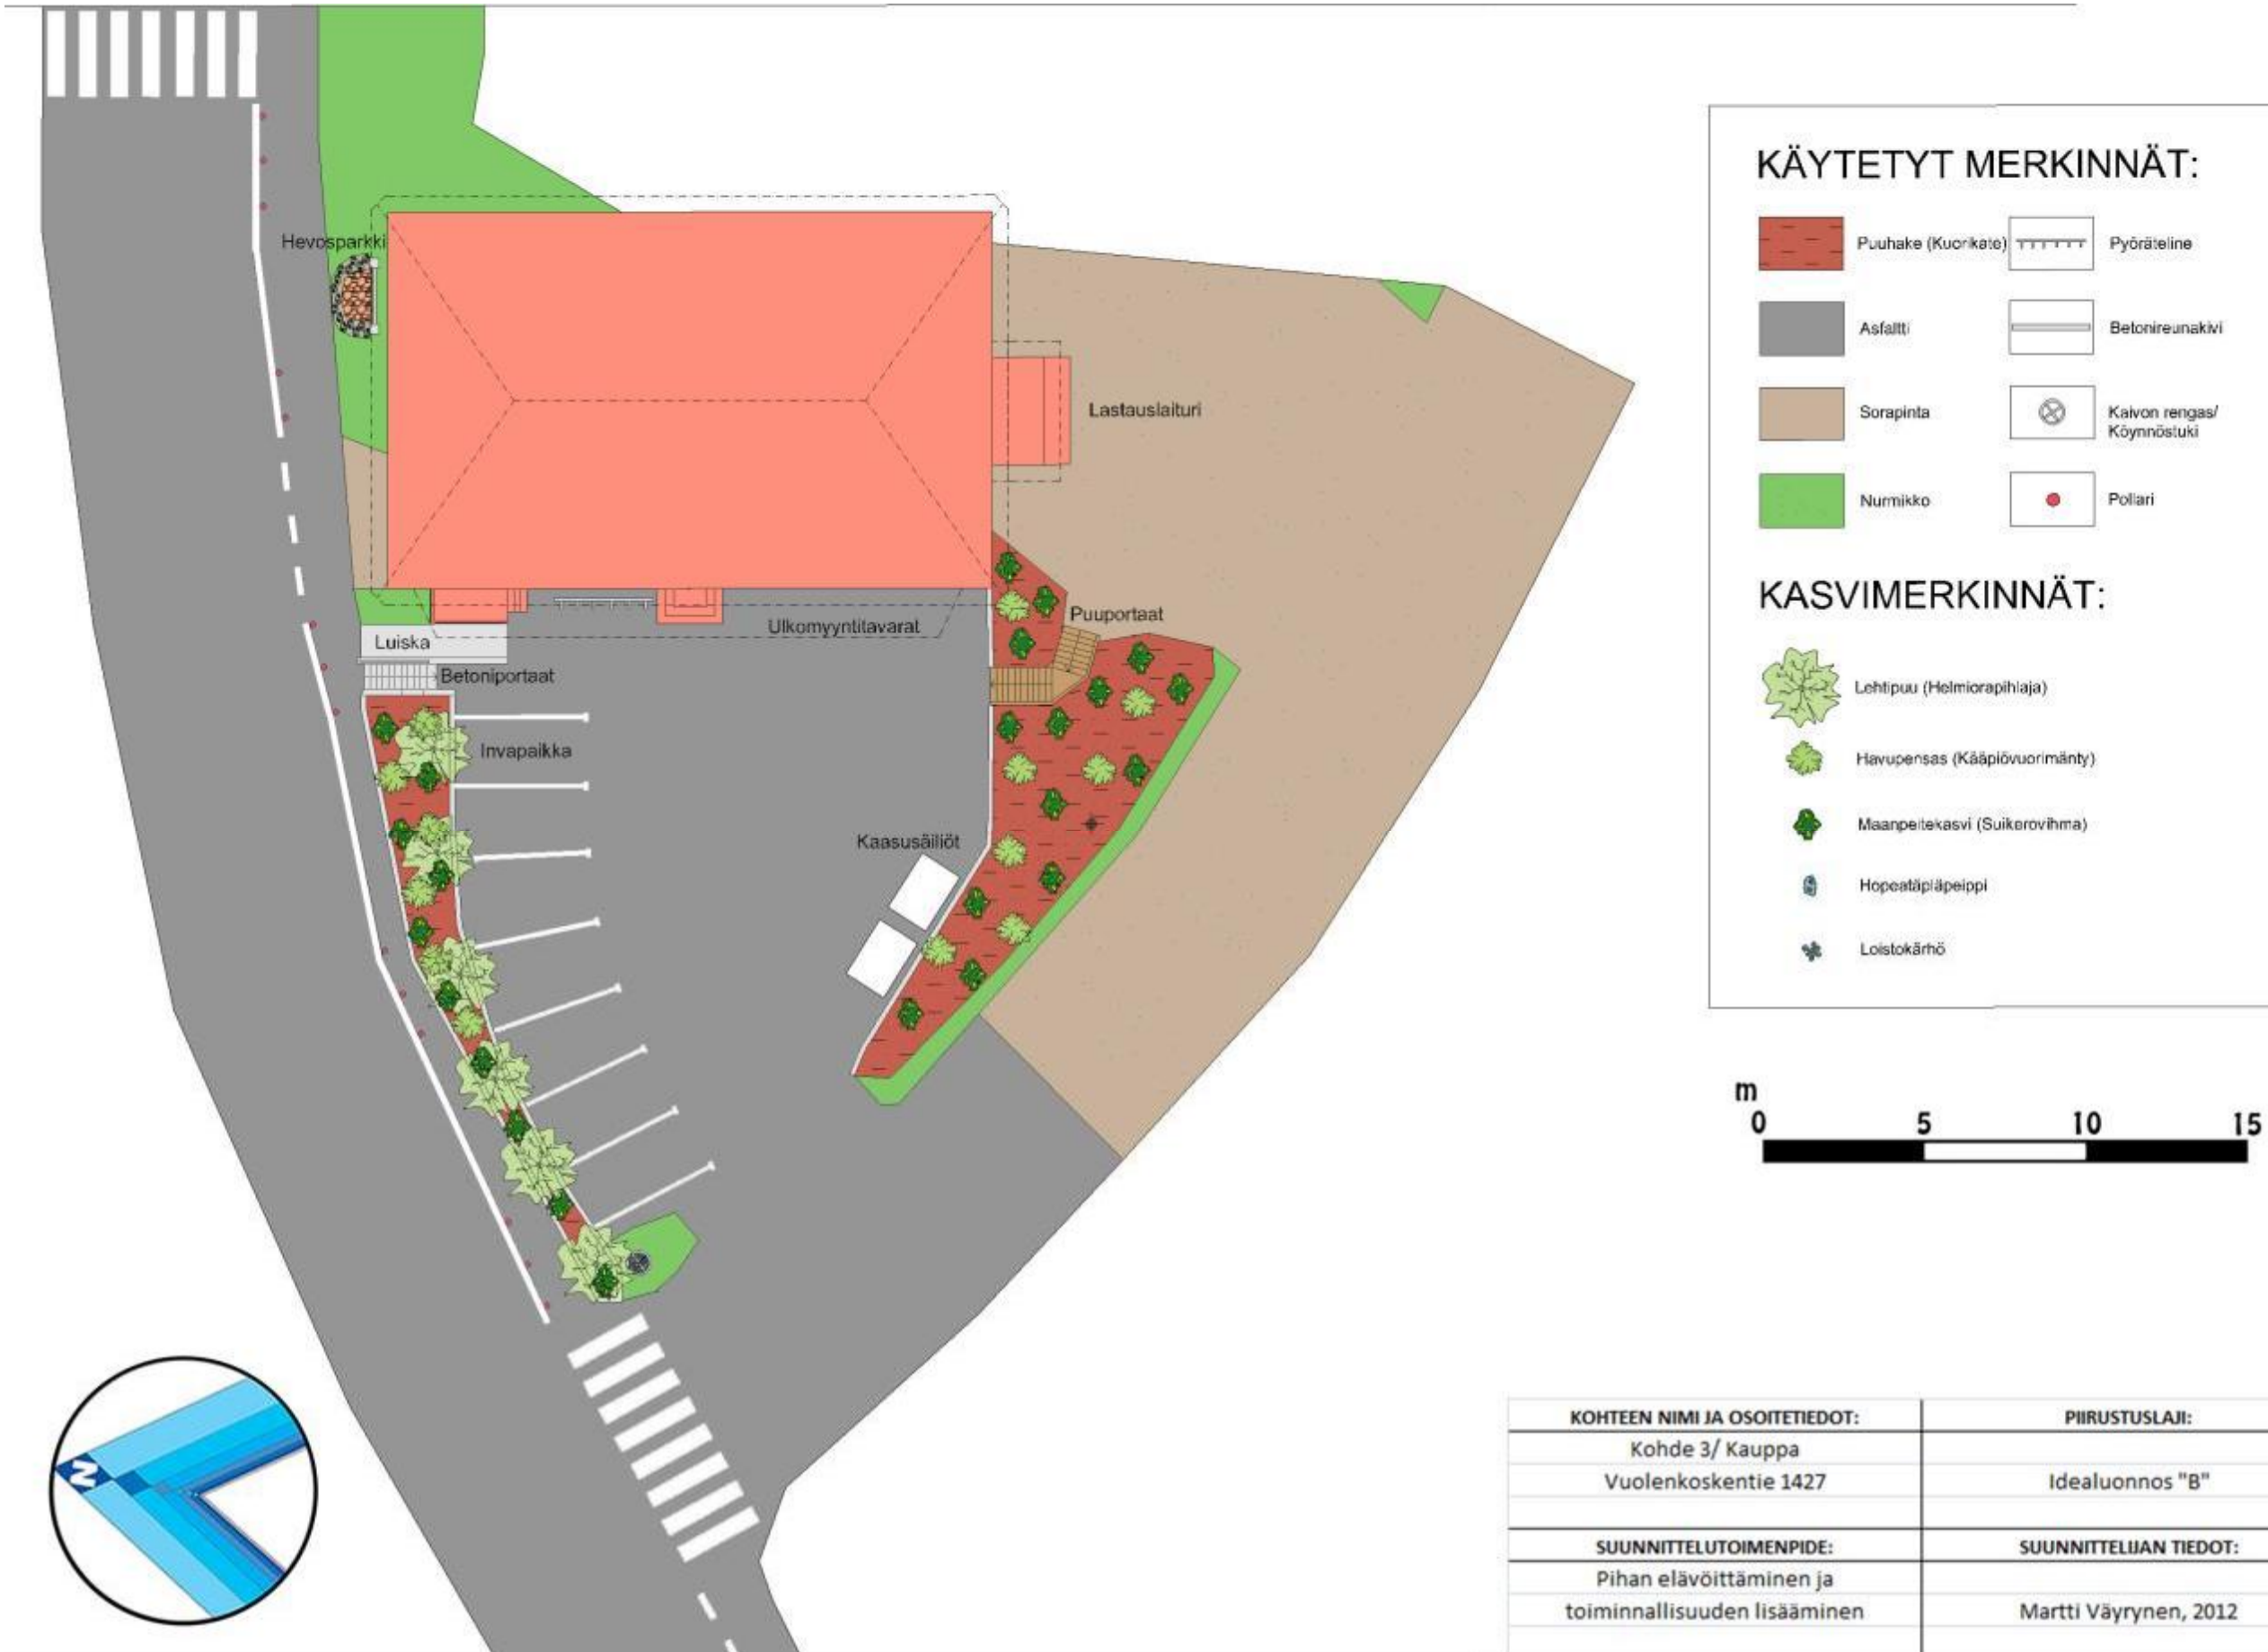 Hevosparkki
Lastauslaituri
Puuportaat
Ulkomyyntitavarat
Luiska
Betoniportaat
Invapaikka
Kaasusäiliöt
N
KÄYTETYT MERKINNÄT:
Puuhake (Kuorikate)
Pyöräteline
Asfaltti
Betonireunakivi
Sorapinta
Kaivon rengas/
Köynnöstuki
Nurmikko
Pollari
KASVIMERKINNÄT:
Lehtipuu (Helmiorapihlaja)
Havupensas (Kääpiövuorimänty)
Maanpeitekasvi (Suikerovihma)
Hopeatäpläpeippi
Loistokärhö
m
0 5 10 15
KOHTEEN NIMI JA OSOITETIEDOT:
PIIRUSTUSLAJI:
Kohde 3/ Kauppa
Vuolenkoskentie 1427
Idealuonnos "B"
SUUNNITTELUTOIMENPIDE:
SUUNNITTELIJAN TIEDOT:
Pihan elävöittäminen ja
toiminnallisuuden lisääminen
Martti Väyrynen, 2012